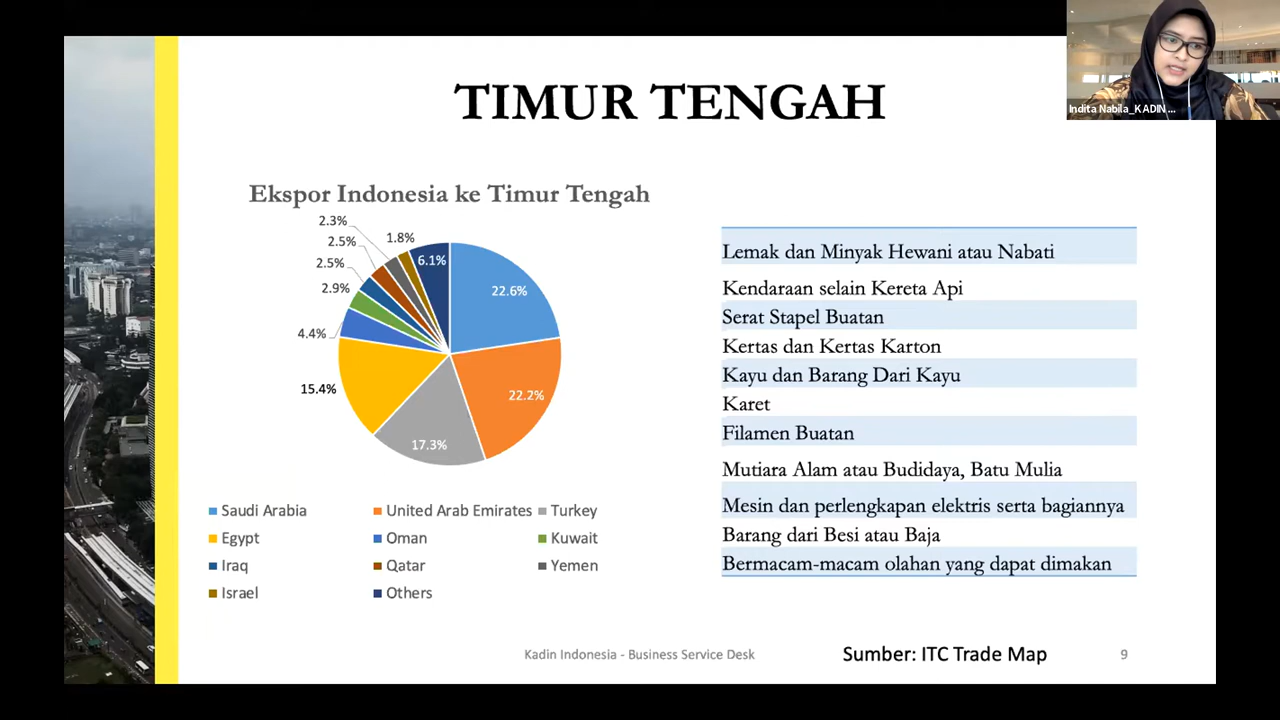 TIMUR TENGAH
Indita Nabila_KADIN ...
Ekspor Indonesia ke Timur Tengah
2.3%
1.8%
2.5%
6.1%
2.5%
22.6%
2.9%
4.4%
15.4%
22.2%
17.3%
Saudi Arabia
United Arab Emirates
Turkey
Egypt
Oman
Kuwait
Iraq
Qatar
Yemen
Israel
Others
Lemak dan Minyak Hewani atau Nabati
Kendaraan selain Kereta Api
Serat Stapel Buatan
Kertas dan Kertas Karton
Kayu dan Barang Dari Kayu
Karet
Filamen Buatan
Mutiara Alam atau Budidaya, Batu Mulia
Mesin dan perlengkapan elektris serta bagiannya
Barang dari Besi atau Baja
Bermacam-macam olahan yang dapat dimakan
Kadin Indonesia - Business Service Desk
Sumber: ITC Trade Map
9